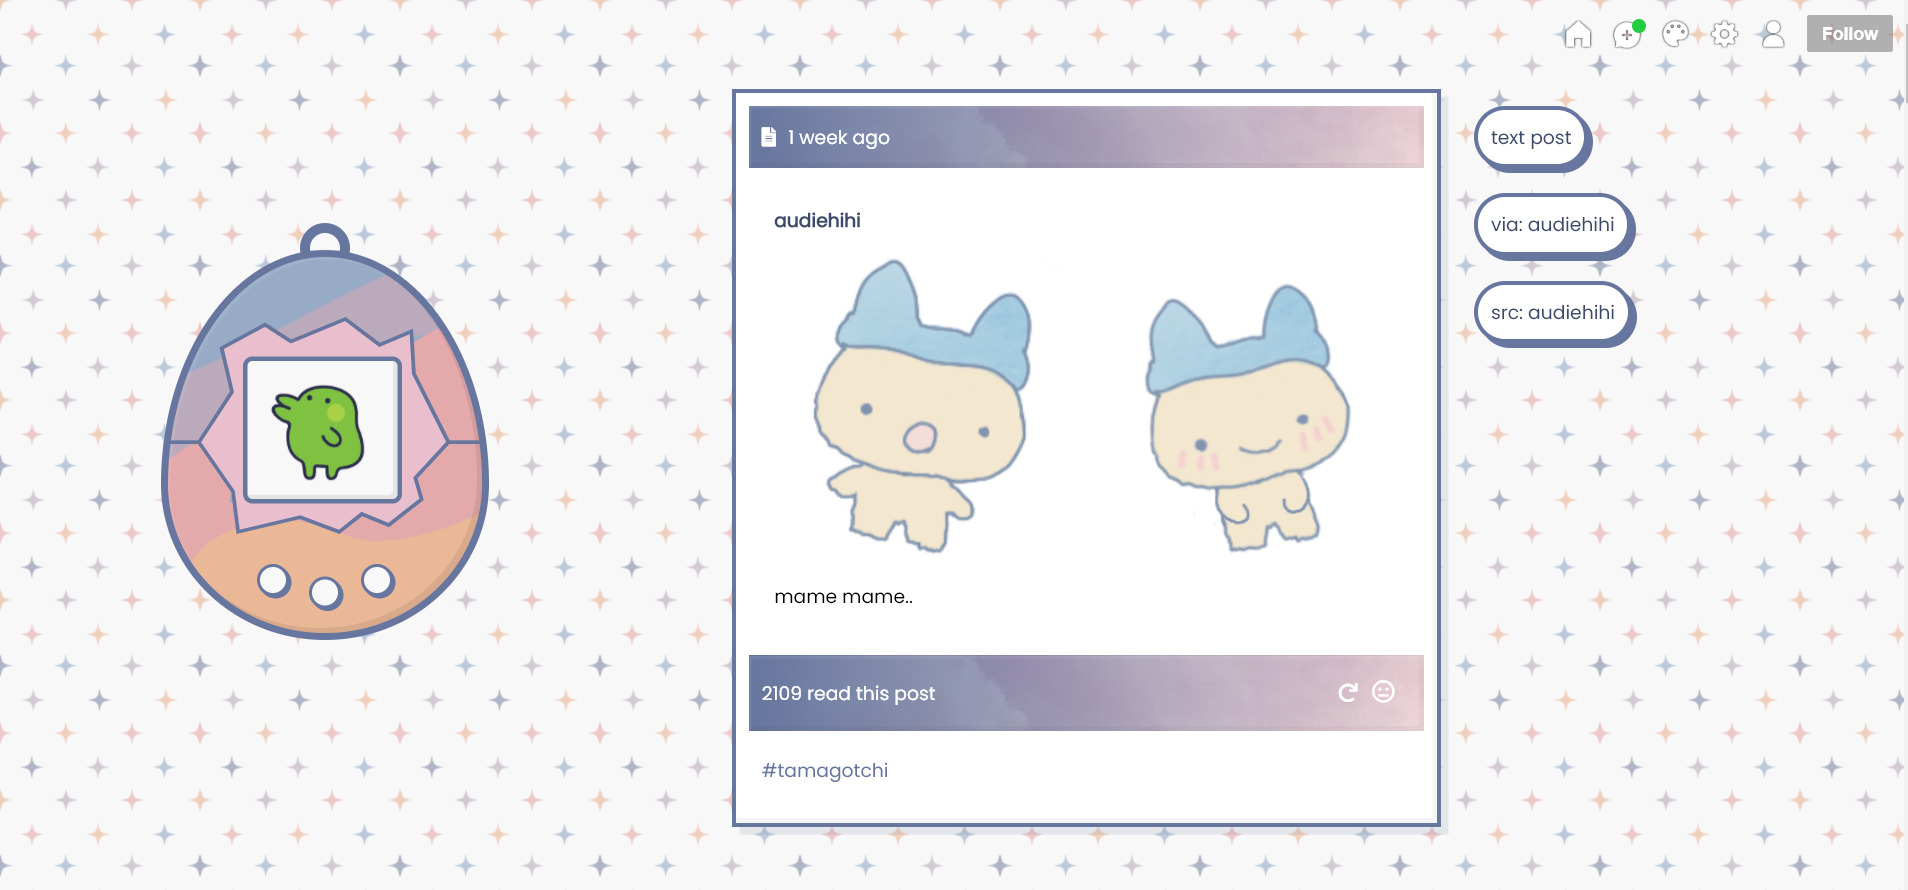 Follow
1 week ago
text post
audiehihi
via: audiehihi
src: audiehihi
mame mame..
2109 read this post
#tamagotchi